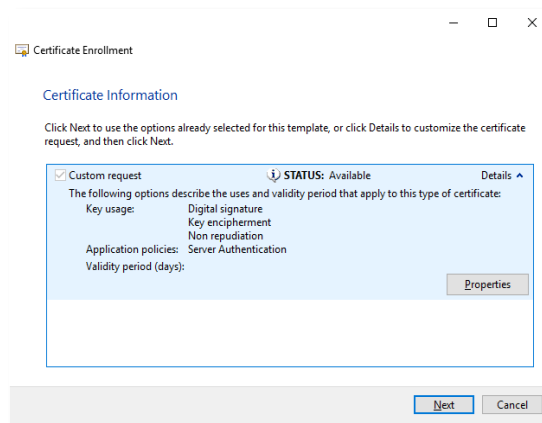 Certificate Enrollment
Certificate Information
Click Next to use the options already selected for this template, or click Details to customize the certificate
request, and then click Next.
Custom request STATUS: Available Details
The following options describe the uses and validity period that apply to this type of certificate:
Key usage: Digital signature
Key encipherment
Non repudiation
Application policies: Server Authentication
Validity period (days):
Properties
Next Cancel